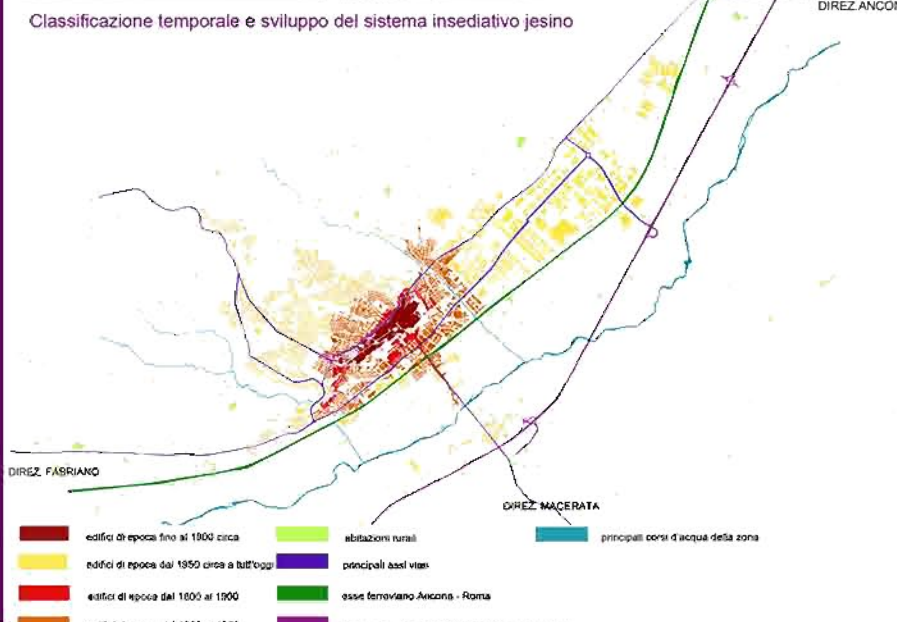 Classificazione temporale e sviluppo del sistema insediativo jesino
DIREZ.ANCON
DIREZ. FABRIANO
DIREZ. MACERATA
edifici di epoca fino al 1800 circa
abitazioni rurali
principali corsi d'acqua della zona
edifici di epoca dal 1950 circa a tutt'oggi
principali assi viari
edifici di epoca dal 1800 al 1900
asse ferroviario Ancona - Roma